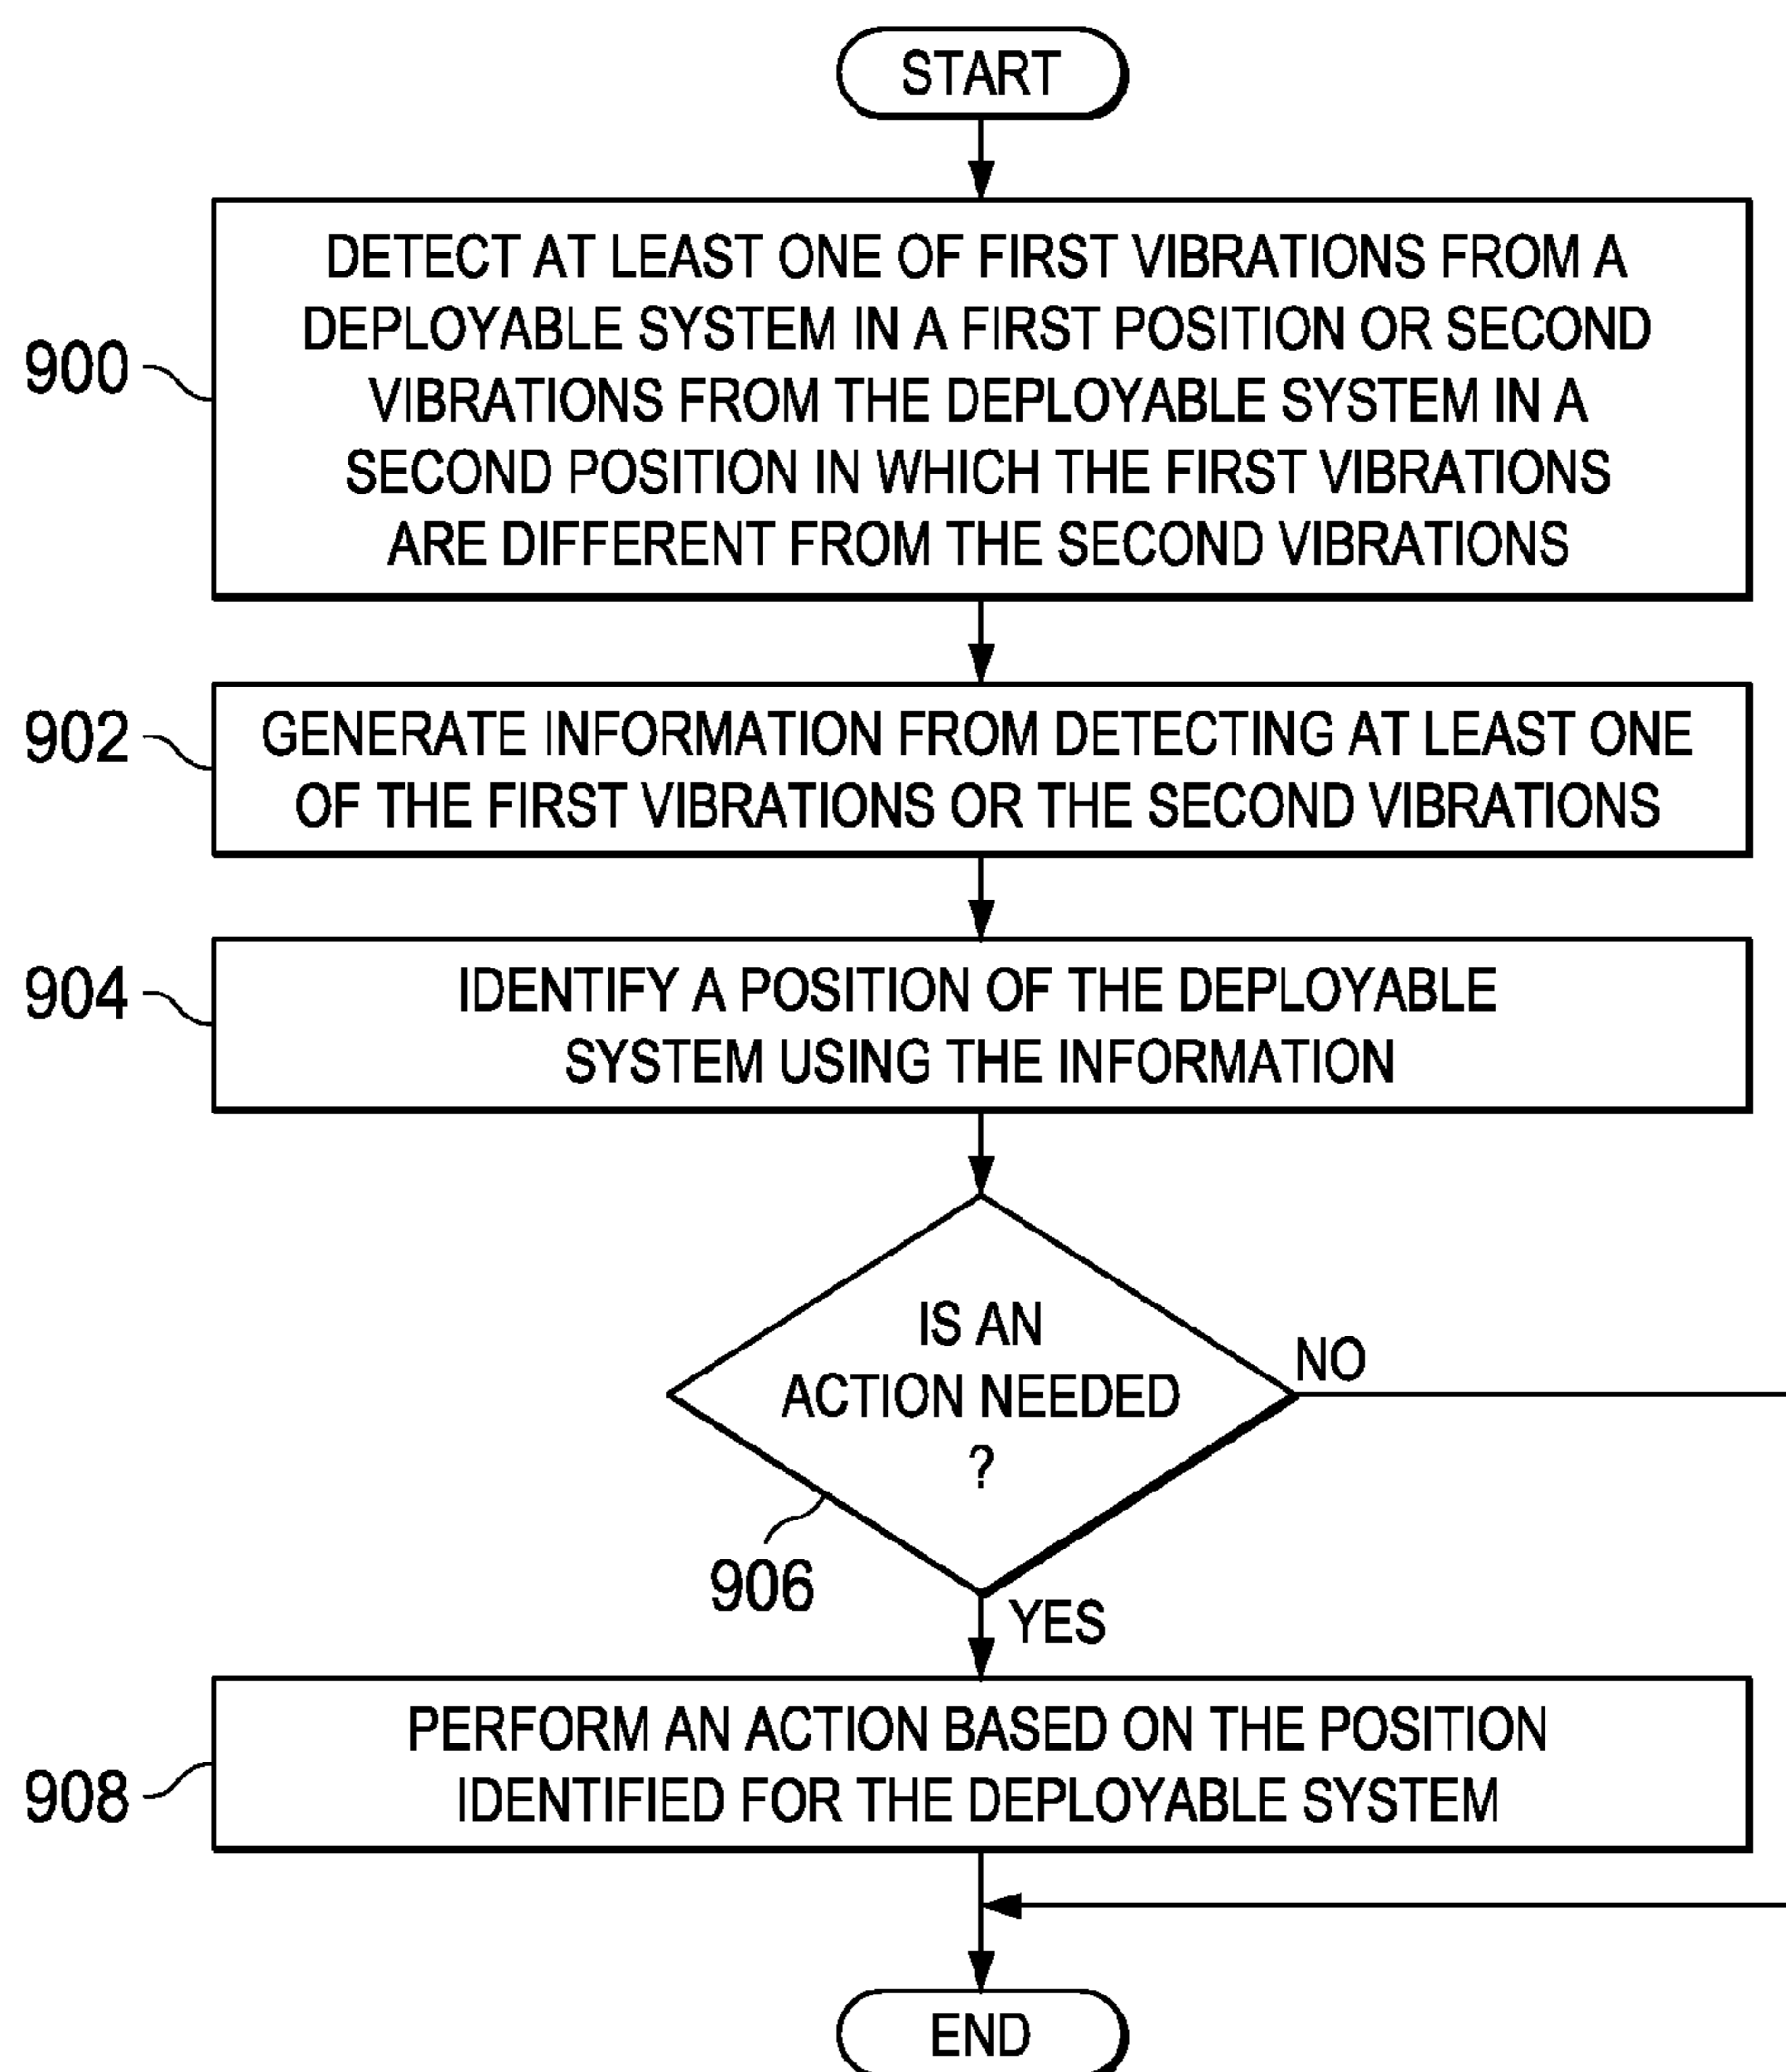 START
DETECT AT LEAST ONE OF FIRST VIBRATIONS FROM A
DEPLOYABLE SYSTEM IN A FIRST POSITION OR SECOND
VIBRATIONS FROM THE DEPLOYABLE SYSTEM IN A
SECOND POSITION IN WHICH THE FIRST VIBRATIONS
ARE DIFFERENT FROM THE SECOND VIBRATIONS
900
GENERATE INFORMATION FROM DETECTING AT LEAST ONE
OF THE FIRST VIBRATIONS OR THE SECOND VIBRATIONS
902
IDENTIFY A POSITION OF THE DEPLOYABLE
SYSTEM USING THE INFORMATION
904
IS AN
ACTION NEEDED
?
NO
906
YES
PERFORM AN ACTION BASED ON THE POSITION
IDENTIFIED FOR THE DEPLOYABLE SYSTEM
908
END